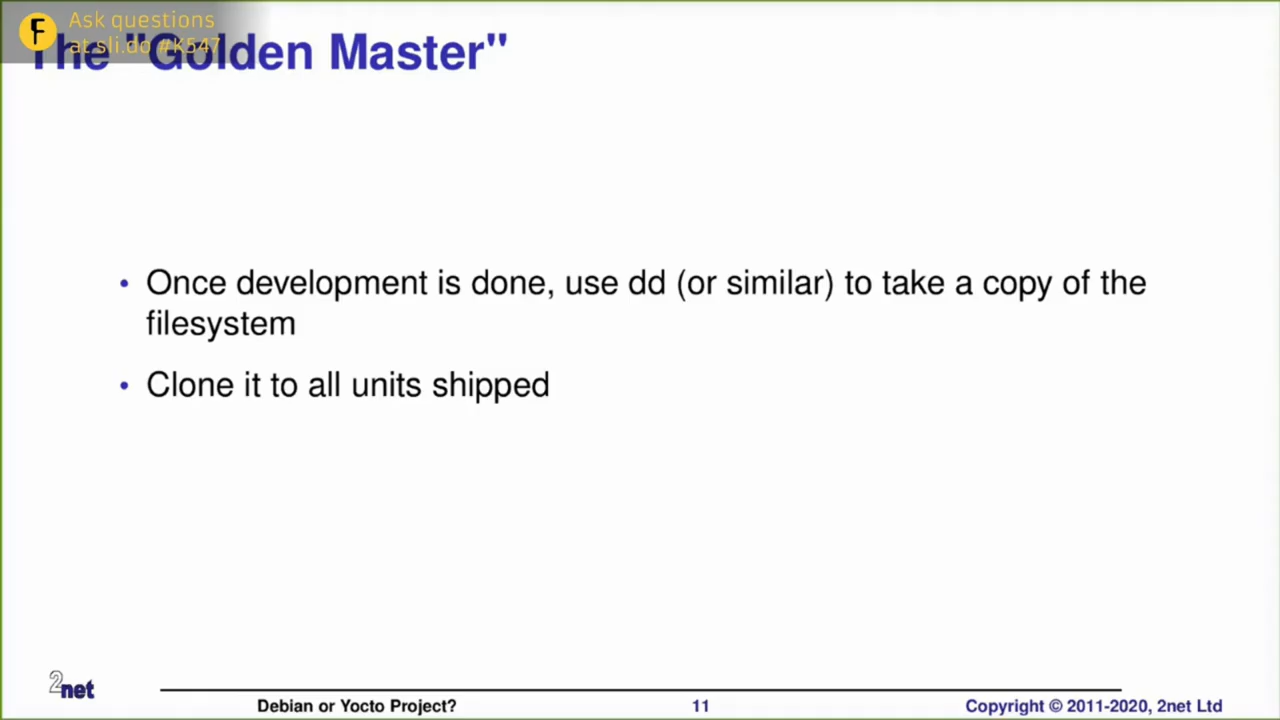 Ask questions
at sli.do #K547
The "Golden Master"
• Once development is done, use dd (or similar) to take a copy of the
filesystem
• Clone it to all units shipped
2net
Debian or Yocto Project?
11
Copyright © 2011-2020, 2net Ltd